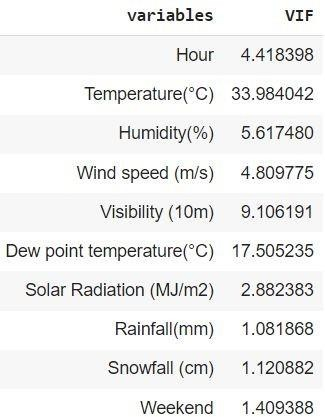 variables VIF
Hour 4.418398
Temperature(°C) 33.984042
Humidity(%) 5.617480
Wind speed (m/s) 4.809775
Visibility (10m) 9.106191
Dew point temperature(°C) 17.505235
Solar Radiation (MJ/m2) 2.882383
Rainfall(mm) 1.081868
Snowfall (cm) 1.120882
Weekend 1.409388